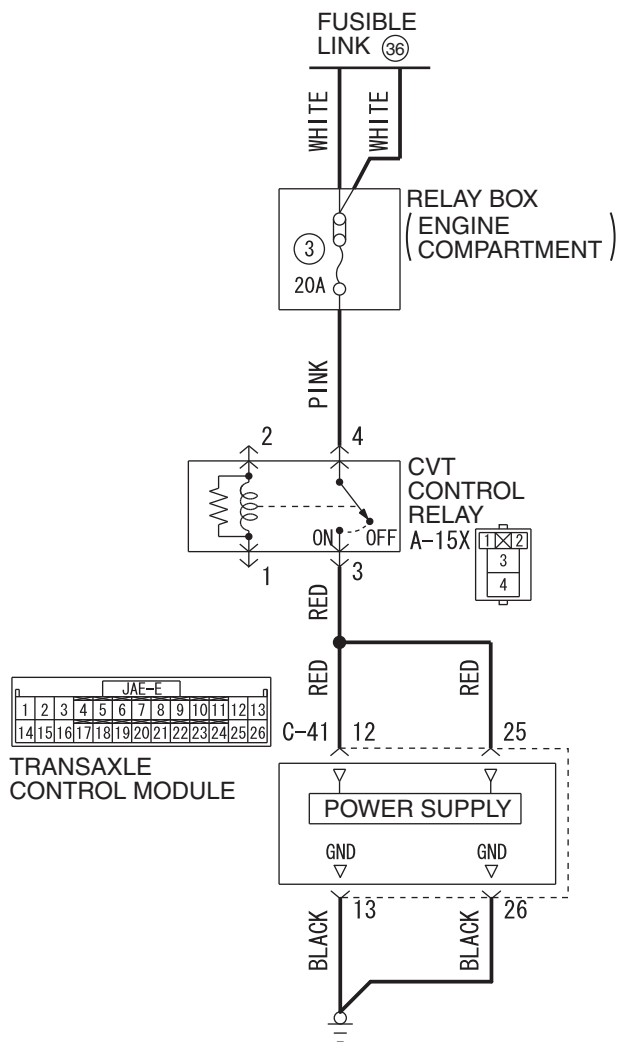 FUSIBLE
LINK 36
WHITE
WHITE
RELAY BOX
(ENGINE
COMPARTMENT)
3
20A
PINK
2
4
CVT
CONTROL
RELAY
ON
OFF
A-15X
1 2
3
4
1
3
RED
RED
RED
JAE-E
1 2 3 4 5 6 7 8 9 10 11 12 13
14 15 16 17 18 19 20 21 22 23 24 25 26
C-41
12
25
TRANSAXLE
CONTROL MODULE
POWER SUPPLY
GND
GND
13
26
BLACK
BLACK